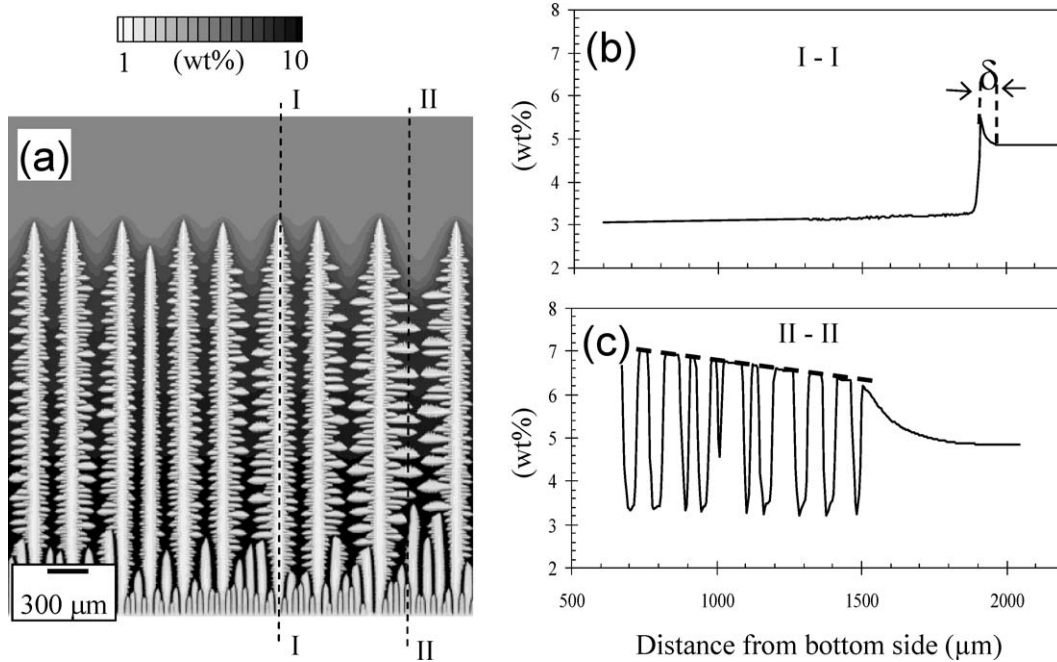 1 (wt%) 10
I II
(a)
300 µm
I II
(b)
I - I
δ
(wt%)
8
7
6
5
4
3
2
(c)
II - II
(wt%)
8
7
6
5
4
3
2
500 1000 1500 2000
Distance from bottom side (µm)